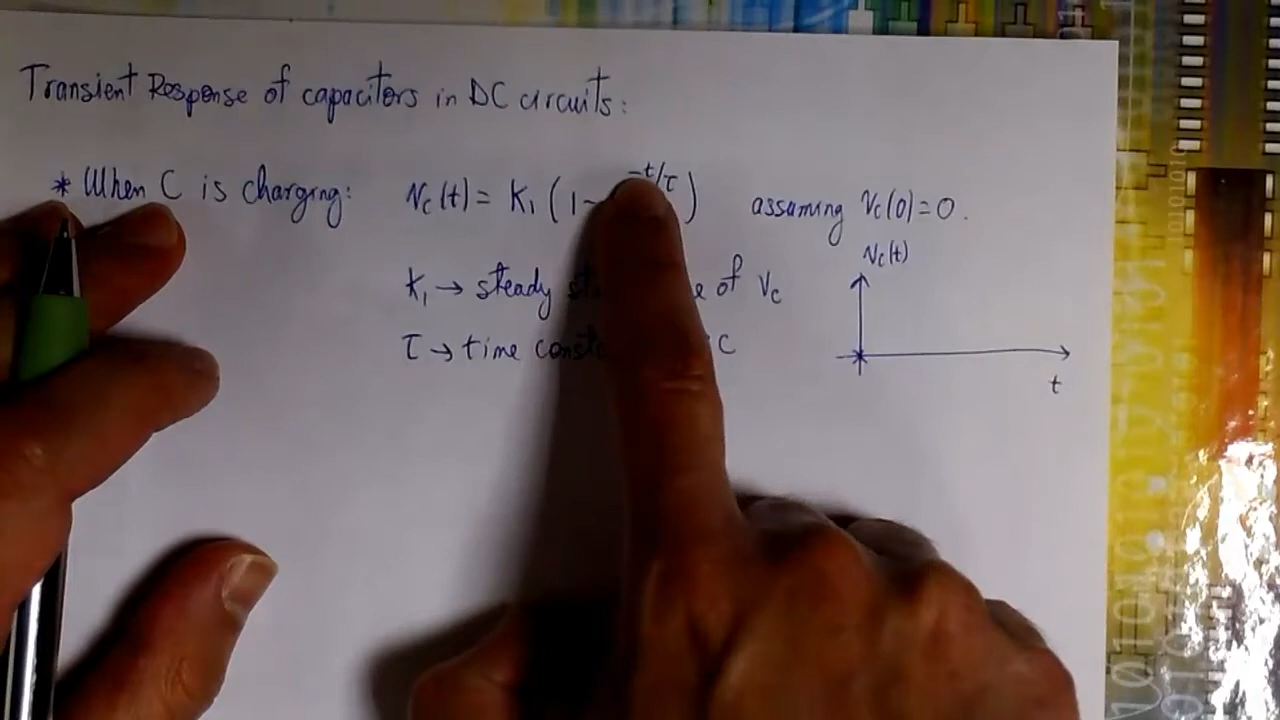 Transient Response of capacitors in DC circuits:
* When C is charging: Vc(t) = K₁ (1- -t/τ) assuming Vc(0)=0.
K₁ → steady of Vc
τ → time C
Vc(t)
t